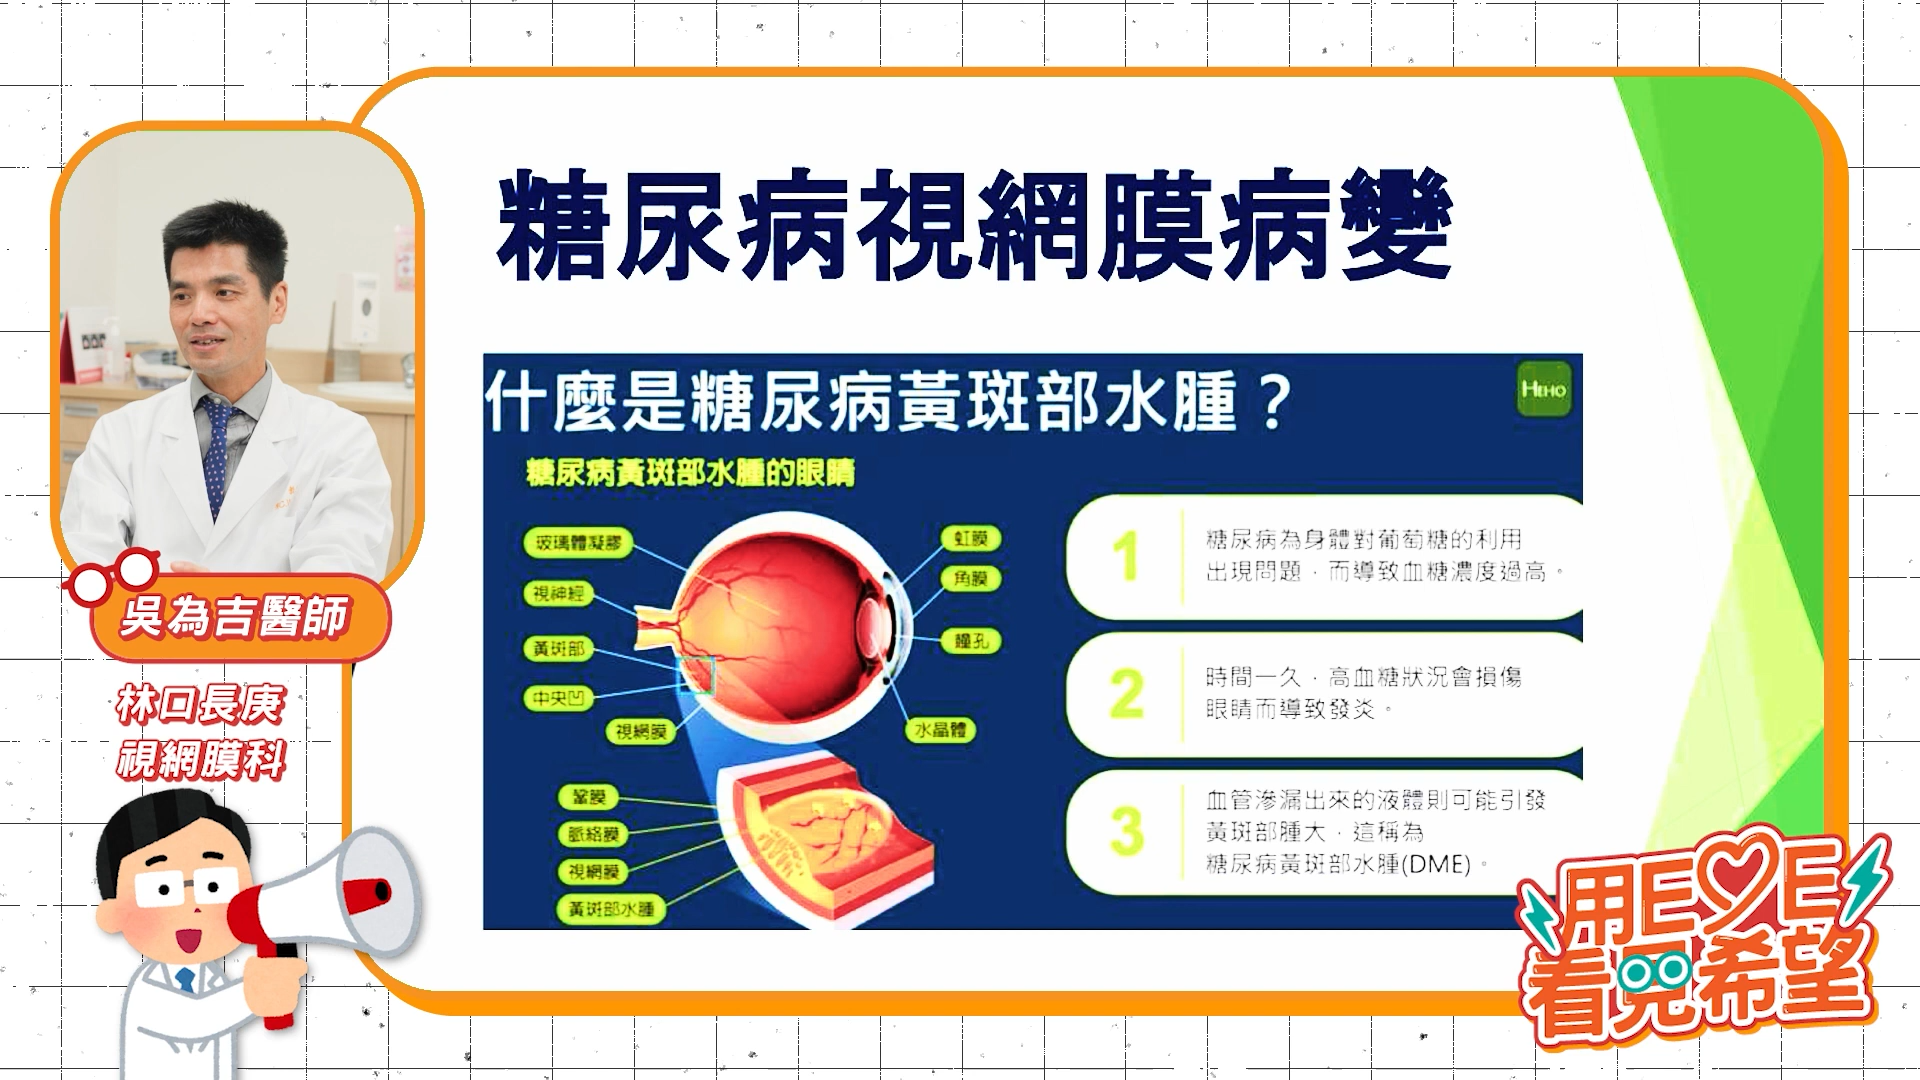 糖尿病視網膜病變
什麼是糖尿病黃斑部水腫？
HEHO
糖尿病黃斑部水腫的眼睛
玻璃體凝膠
視神經
黃斑部
中央凹
視網膜
虹膜
角膜
瞳孔
水晶體
鞏膜
脈絡膜
視網膜
黃斑部水腫
1
糖尿病為身體對葡萄糖的利用
出現問題，而導致血糖濃度過高。
2
時間一久，高血糖狀況會損傷
眼睛而導致發炎。
3
血管滲漏出來的液體則可能引發
黃斑部腫大，這稱為
糖尿病黃斑部水腫(DME)。
吳為吉醫師
林口長庚
視網膜科
用EYE
看見希望